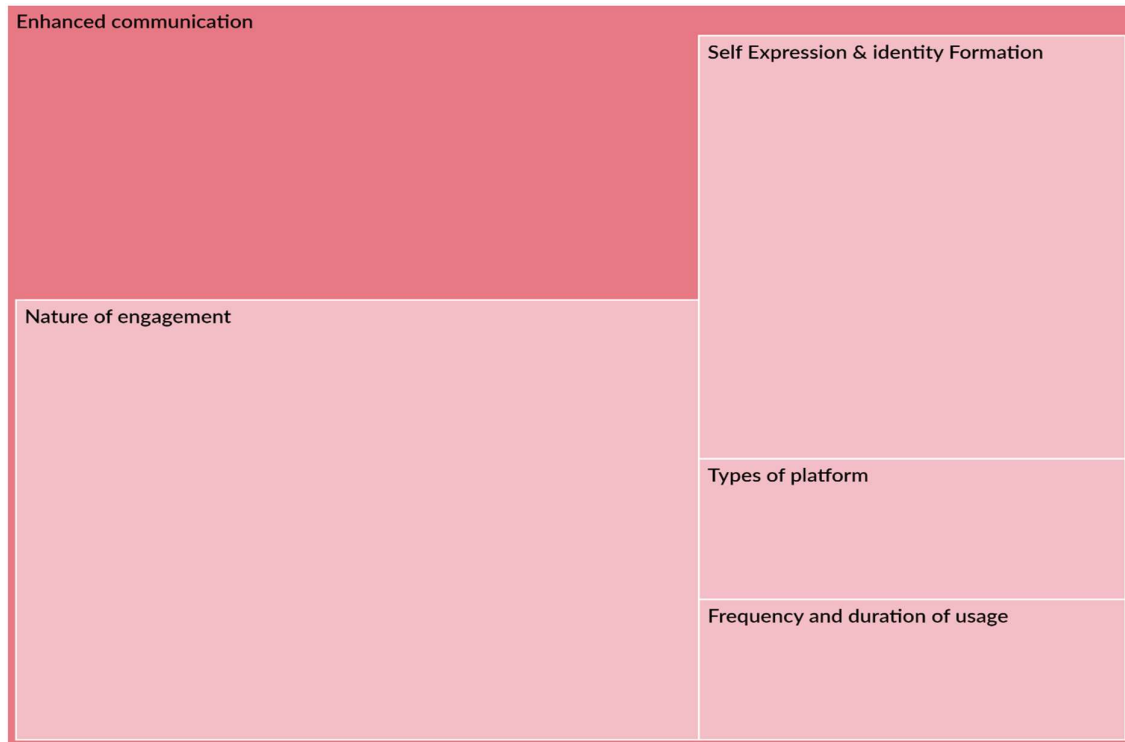 Enhanced communication
Self Expression & identity Formation
Nature of engagement
Types of platform
Frequency and duration of usage